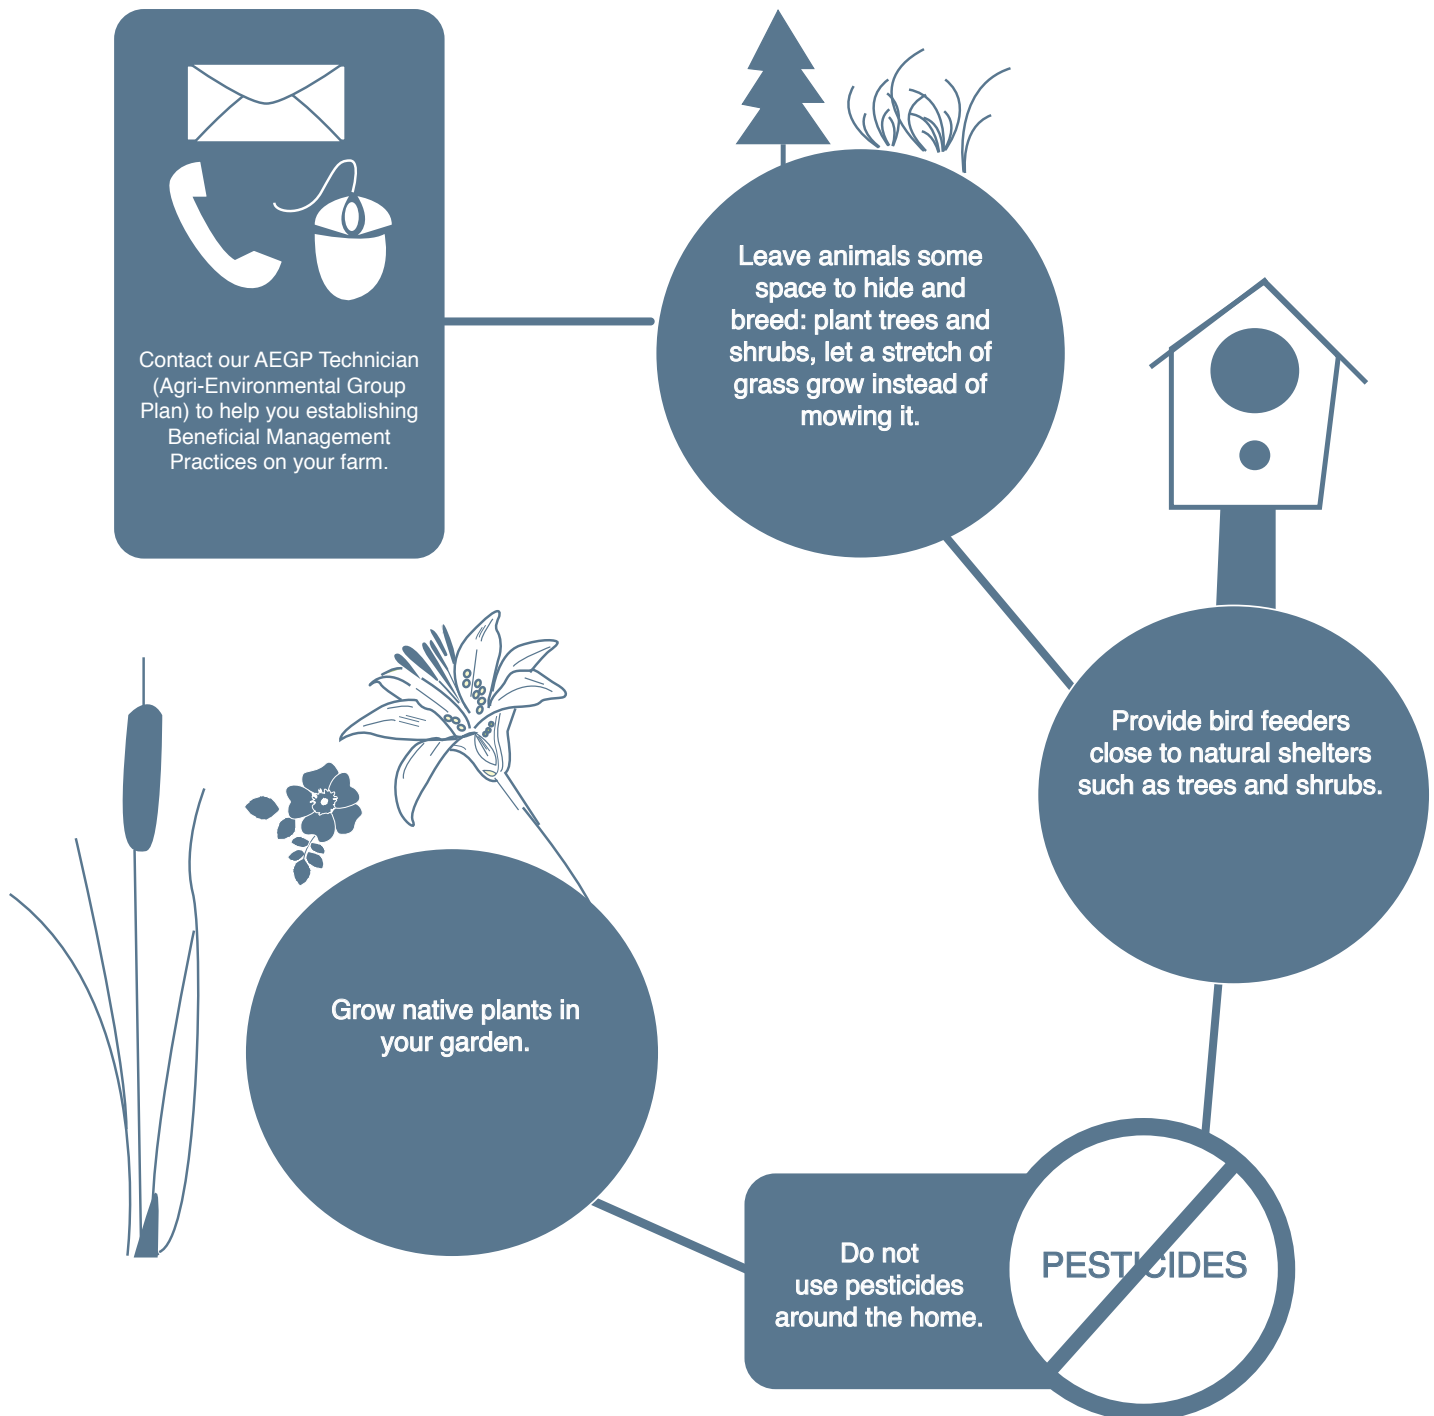 Contact our AEGP Technician
(Agri-Environmental Group
Plan) to help you establishing
Beneficial Management
Practices on your farm.
Leave animals some
space to hide and
breed: plant trees and
shrubs, let a stretch of
grass grow instead of
mowing it.
Provide bird feeders
close to natural shelters
such as trees and shrubs.
Grow native plants in
your garden.
Do not
use pesticides
around the home.
PESTICIDES